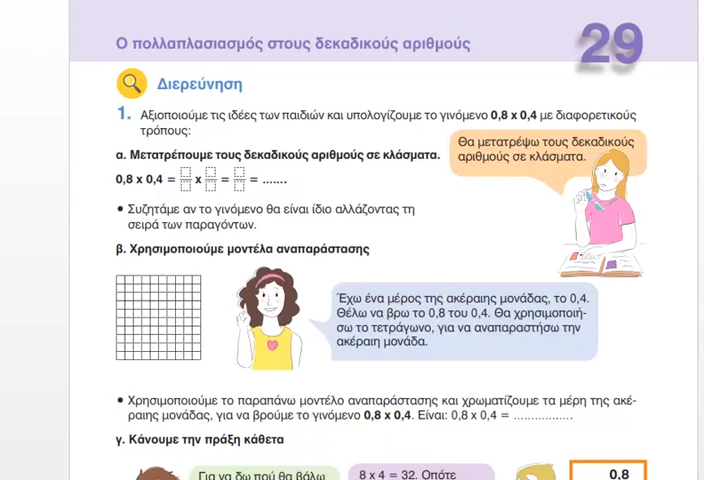 Ο πολλαπλασιασμός στους δεκαδικούς αριθμούς
29
Διερεύνηση
1. Αξιοποιούμε τις ιδέες των παιδιών και υπολογίζουμε το γινόμενο 0,8 x 0,4 με διαφορετικούς
τρόπους:
Θα μετατρέψω τους δεκαδικούς
αριθμούς σε κλάσματα.
α. Μετατρέπουμε τους δεκαδικούς αριθμούς σε κλάσματα.
0,8 x 0,4 = x = = .......
• Συζητάμε αν το γινόμενο θα είναι ίδιο αλλάζοντας τη
σειρά των παραγόντων.
β. Χρησιμοποιούμε μοντέλα αναπαράστασης
Έχω ένα μέρος της ακέραιης μονάδας, το 0,4.
Θέλω να βρω το 0,8 του 0,4. Θα χρησιμοποιή-
σω το τετράγωνο, για να αναπαραστήσω την
ακέραιη μονάδα.
• Χρησιμοποιούμε το παραπάνω μοντέλο αναπαράστασης και χρωματίζουμε τα μέρη της ακέ-
ραιης μονάδας, για να βρούμε το γινόμενο 0,8 x 0,4. Είναι: 0,8 x 0,4 = ................
γ. Κάνουμε την πράξη κάθετα
Για να δω πού θα βάλω
8 x 4 = 32. Οπότε
0,8